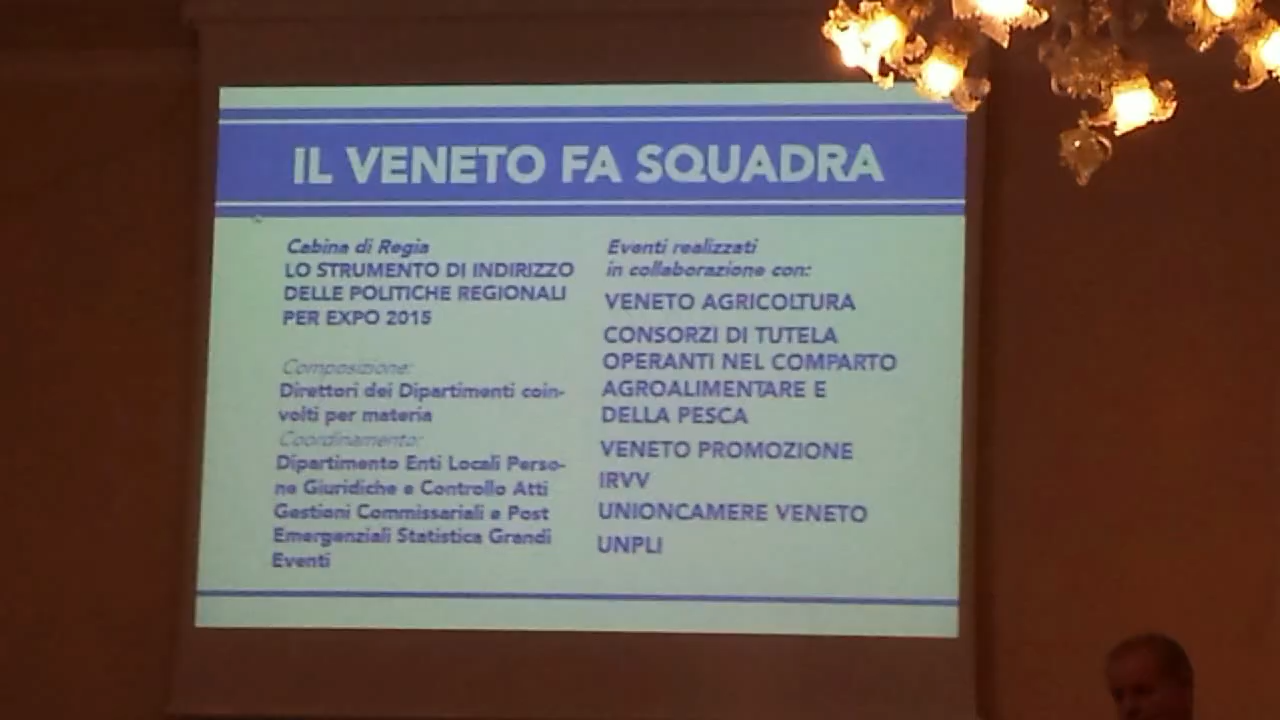 IL VENETO FA SQUADRA
Cabina di Regia
LO STRUMENTO DI INDIRIZZO
DELLE POLITICHE REGIONALI
PER EXPO 2015
Composizione:
Direttori dei Dipartimenti coin-
volti per materia
Coordinamento:
Dipartimento Enti Locali Perso-
ne Giuridiche e Controllo Atti
Gestioni Commissariali e Post
Emergenziali Statistica Grandi
Eventi
Eventi realizzati
in collaborazione con:
VENETO AGRICOLTURA
CONSORZI DI TUTELA
OPERANTI NEL COMPARTO
AGROALIMENTARE E
DELLA PESCA
VENETO PROMOZIONE
IRVV
UNIONCAMERE VENETO
UNPLI